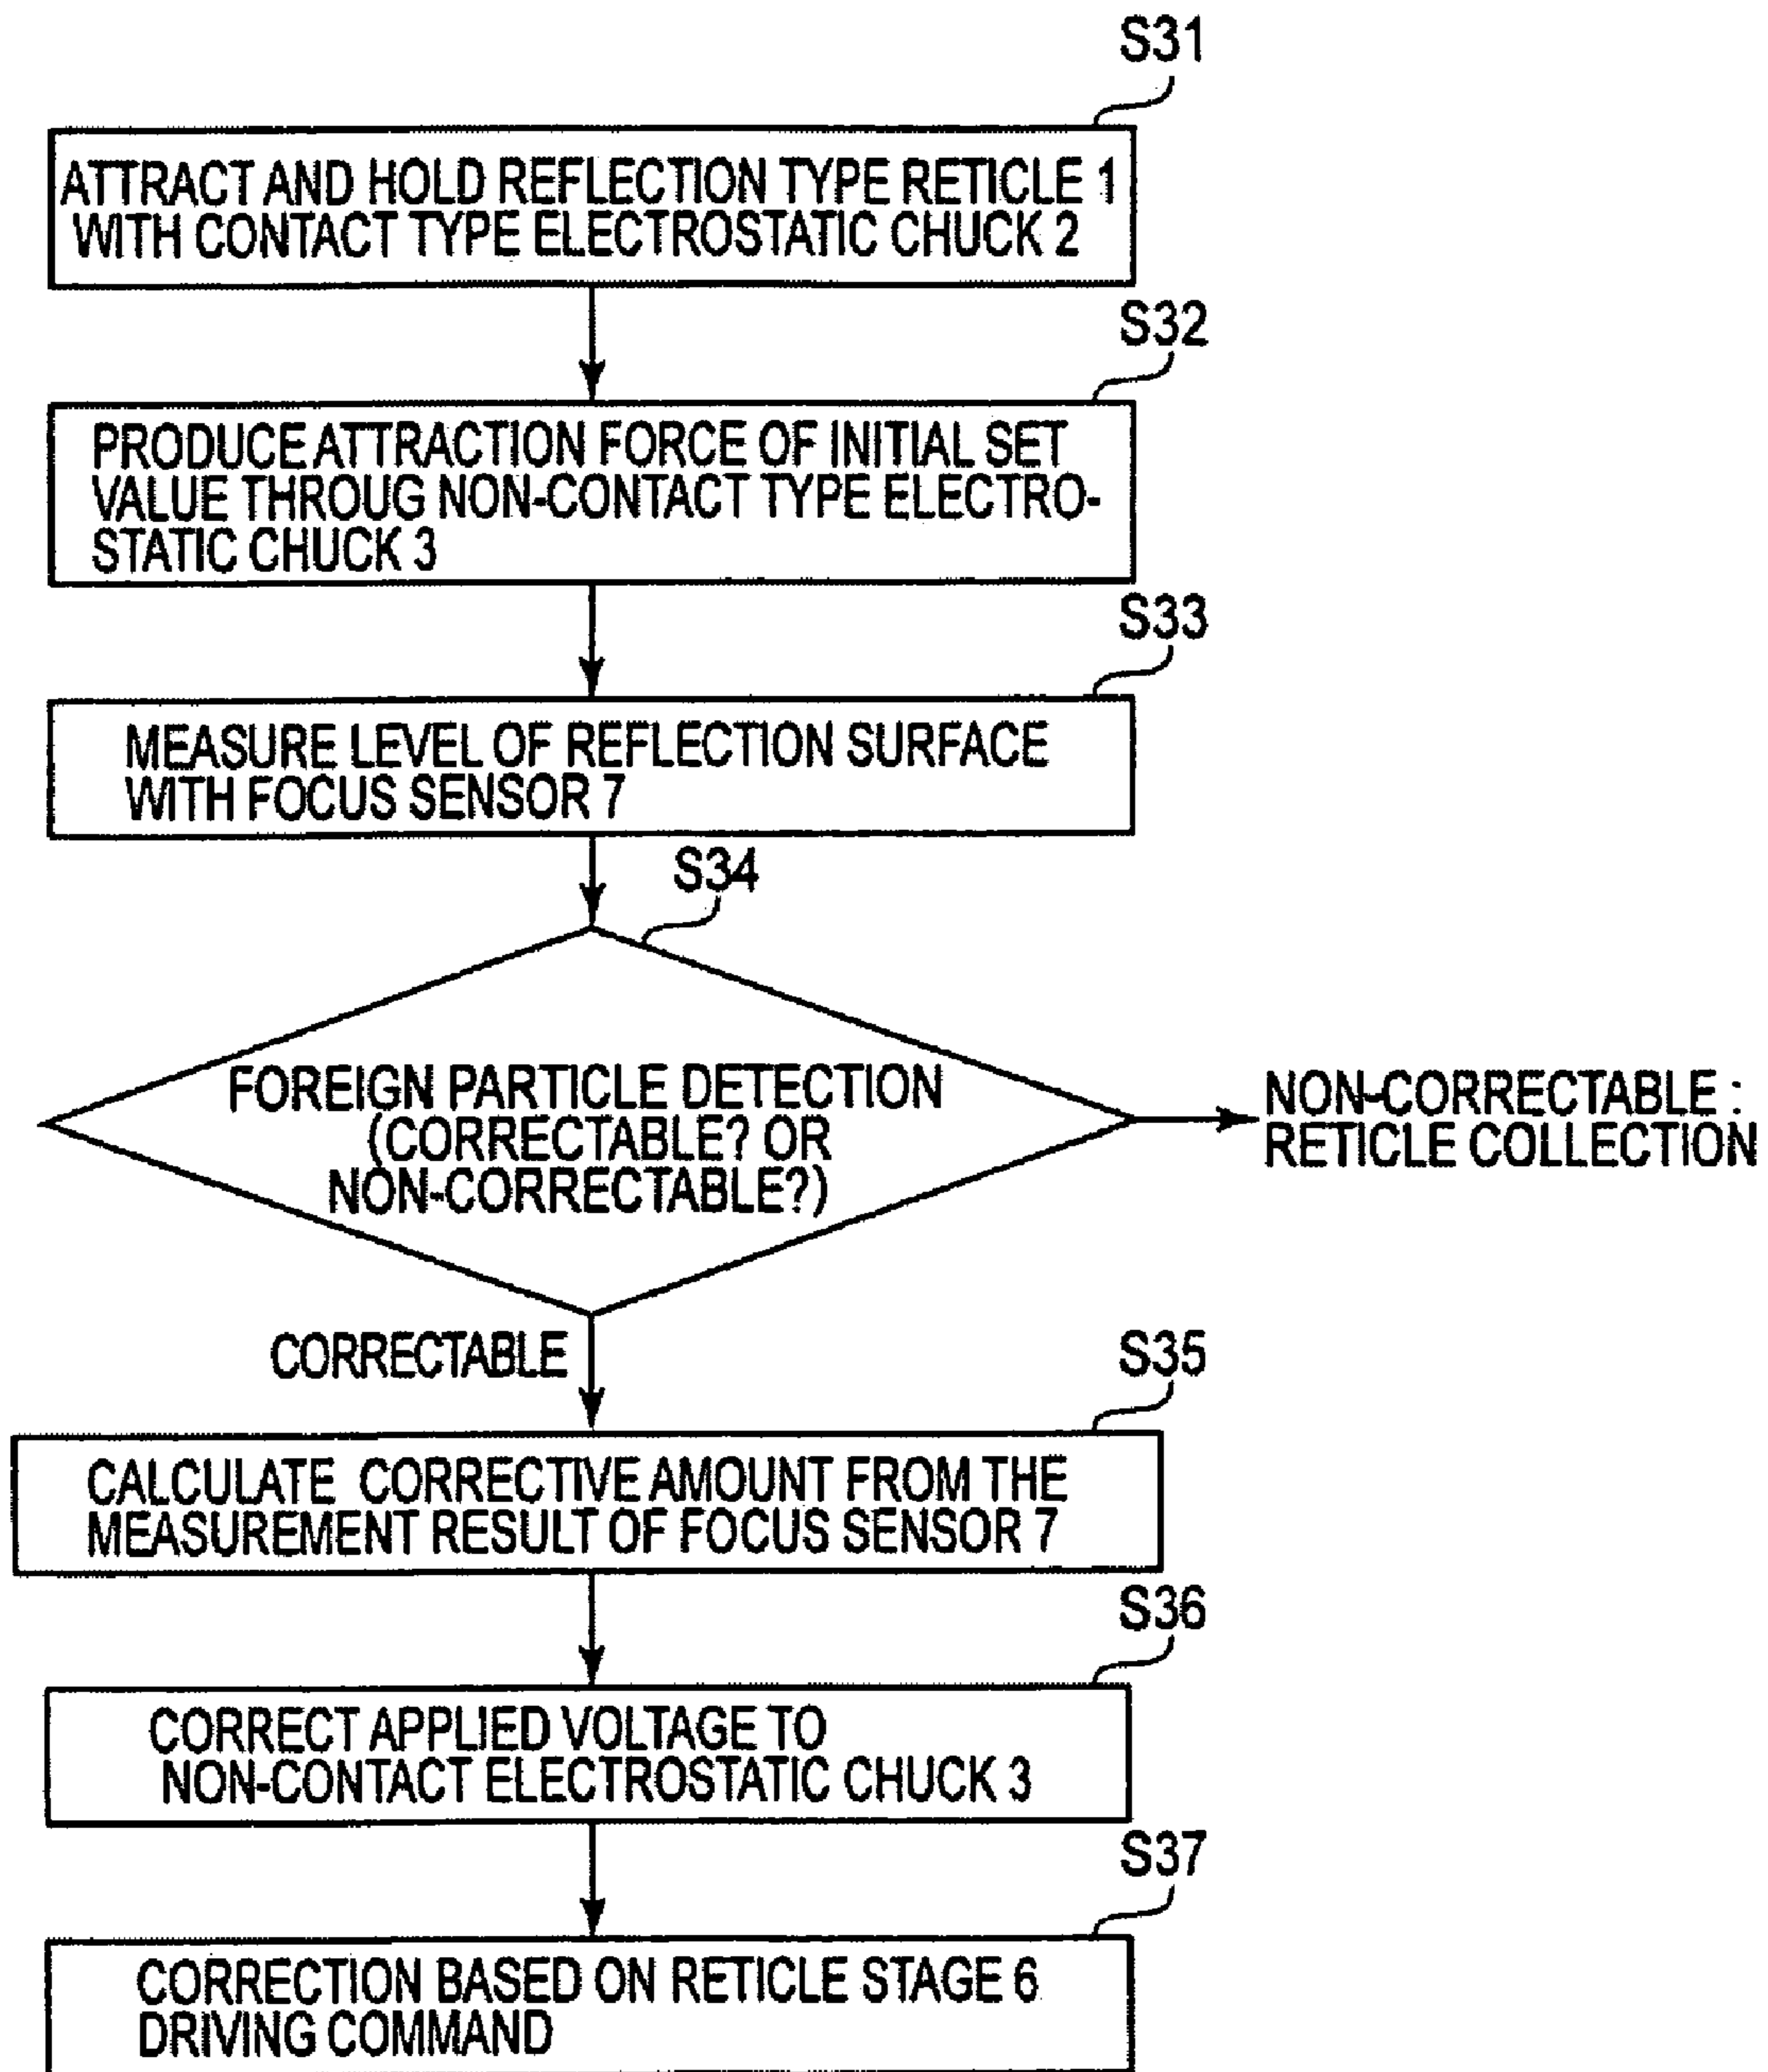 S31
ATTRACT AND HOLD REFLECTION TYPE RETICLE 1
WITH CONTACT TYPE ELECTROSTATIC CHUCK 2
S32
PRODUCE ATTRACTION FORCE OF INITIAL SET
VALUE THROUG NON-CONTACT TYPE ELECTRO-
STATIC CHUCK 3
S33
MEASURE LEVEL OF REFLECTION SURFACE
WITH FOCUS SENSOR 7
S34
FOREIGN PARTICLE DETECTION
(CORRECTABLE? OR
NON-CORRECTABLE?)
NON-CORRECTABLE :
RETICLE COLLECTION
CORRECTABLE
S35
CALCULATE CORRECTIVE AMOUNT FROM THE
MEASUREMENT RESULT OF FOCUS SENSOR 7
S36
CORRECT APPLIED VOLTAGE TO
NON-CONTACT ELECTROSTATIC CHUCK 3
S37
CORRECTION BASED ON RETICLE STAGE 6
DRIVING COMMAND